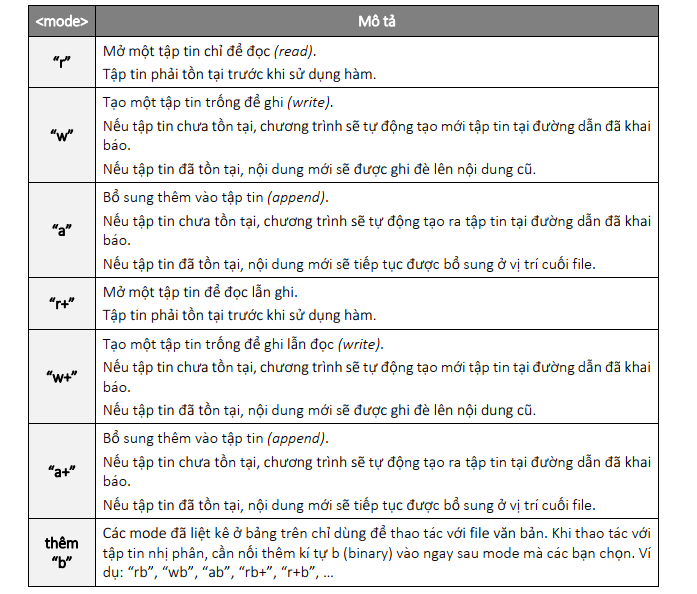 <mode> Mô tả
“r”
Mở một tập tin chỉ để đọc (read).
Tập tin phải tồn tại trước khi sử dụng hàm.
“w”
Tạo một tập tin trống để ghi (write).
Nếu tập tin chưa tồn tại, chương trình sẽ tự động tạo mới tập tin tại đường dẫn đã khai
báo.
Nếu tập tin đã tồn tại, nội dung mới sẽ được ghi đè lên nội dung cũ.
“a”
Bổ sung thêm vào tập tin (append).
Nếu tập tin chưa tồn tại, chương trình sẽ tự động tạo ra tập tin tại đường dẫn đã khai
báo.
Nếu tập tin đã tồn tại, nội dung mới sẽ tiếp tục được bổ sung ở vị trí cuối file.
“r+”
Mở một tập tin để đọc lẫn ghi.
Tập tin phải tồn tại trước khi sử dụng hàm.
“w+”
Tạo một tập tin trống để ghi lẫn đọc (write).
Nếu tập tin chưa tồn tại, chương trình sẽ tự động tạo mới tập tin tại đường dẫn đã khai
báo.
Nếu tập tin đã tồn tại, nội dung mới sẽ được ghi đè lên nội dung cũ.
“a+”
Bổ sung thêm vào tập tin (append).
Nếu tập tin chưa tồn tại, chương trình sẽ tự động tạo ra tập tin tại đường dẫn đã khai
báo.
Nếu tập tin đã tồn tại, nội dung mới sẽ tiếp tục được bổ sung ở vị trí cuối file.
thêm
“b”
Các mode đã liệt kê ở bảng trên chỉ dùng để thao tác với file văn bản. Khi thao tác với
tập tin nhị phân, cần nối thêm kí tự b (binary) vào ngay sau mode mà các bạn chọn. Ví
dụ: “rb”, “wb”, “ab”, “rb+”, “r+b”, …